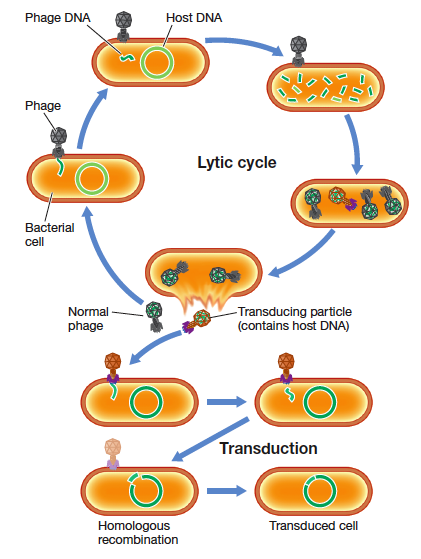 Phage DNA
Host DNA
Phage
Lytic cycle
Bacterial
cell
Normal
phage
Transducing particle
(contains host DNA)
Transduction
Homologous
recombination
Transduced cell